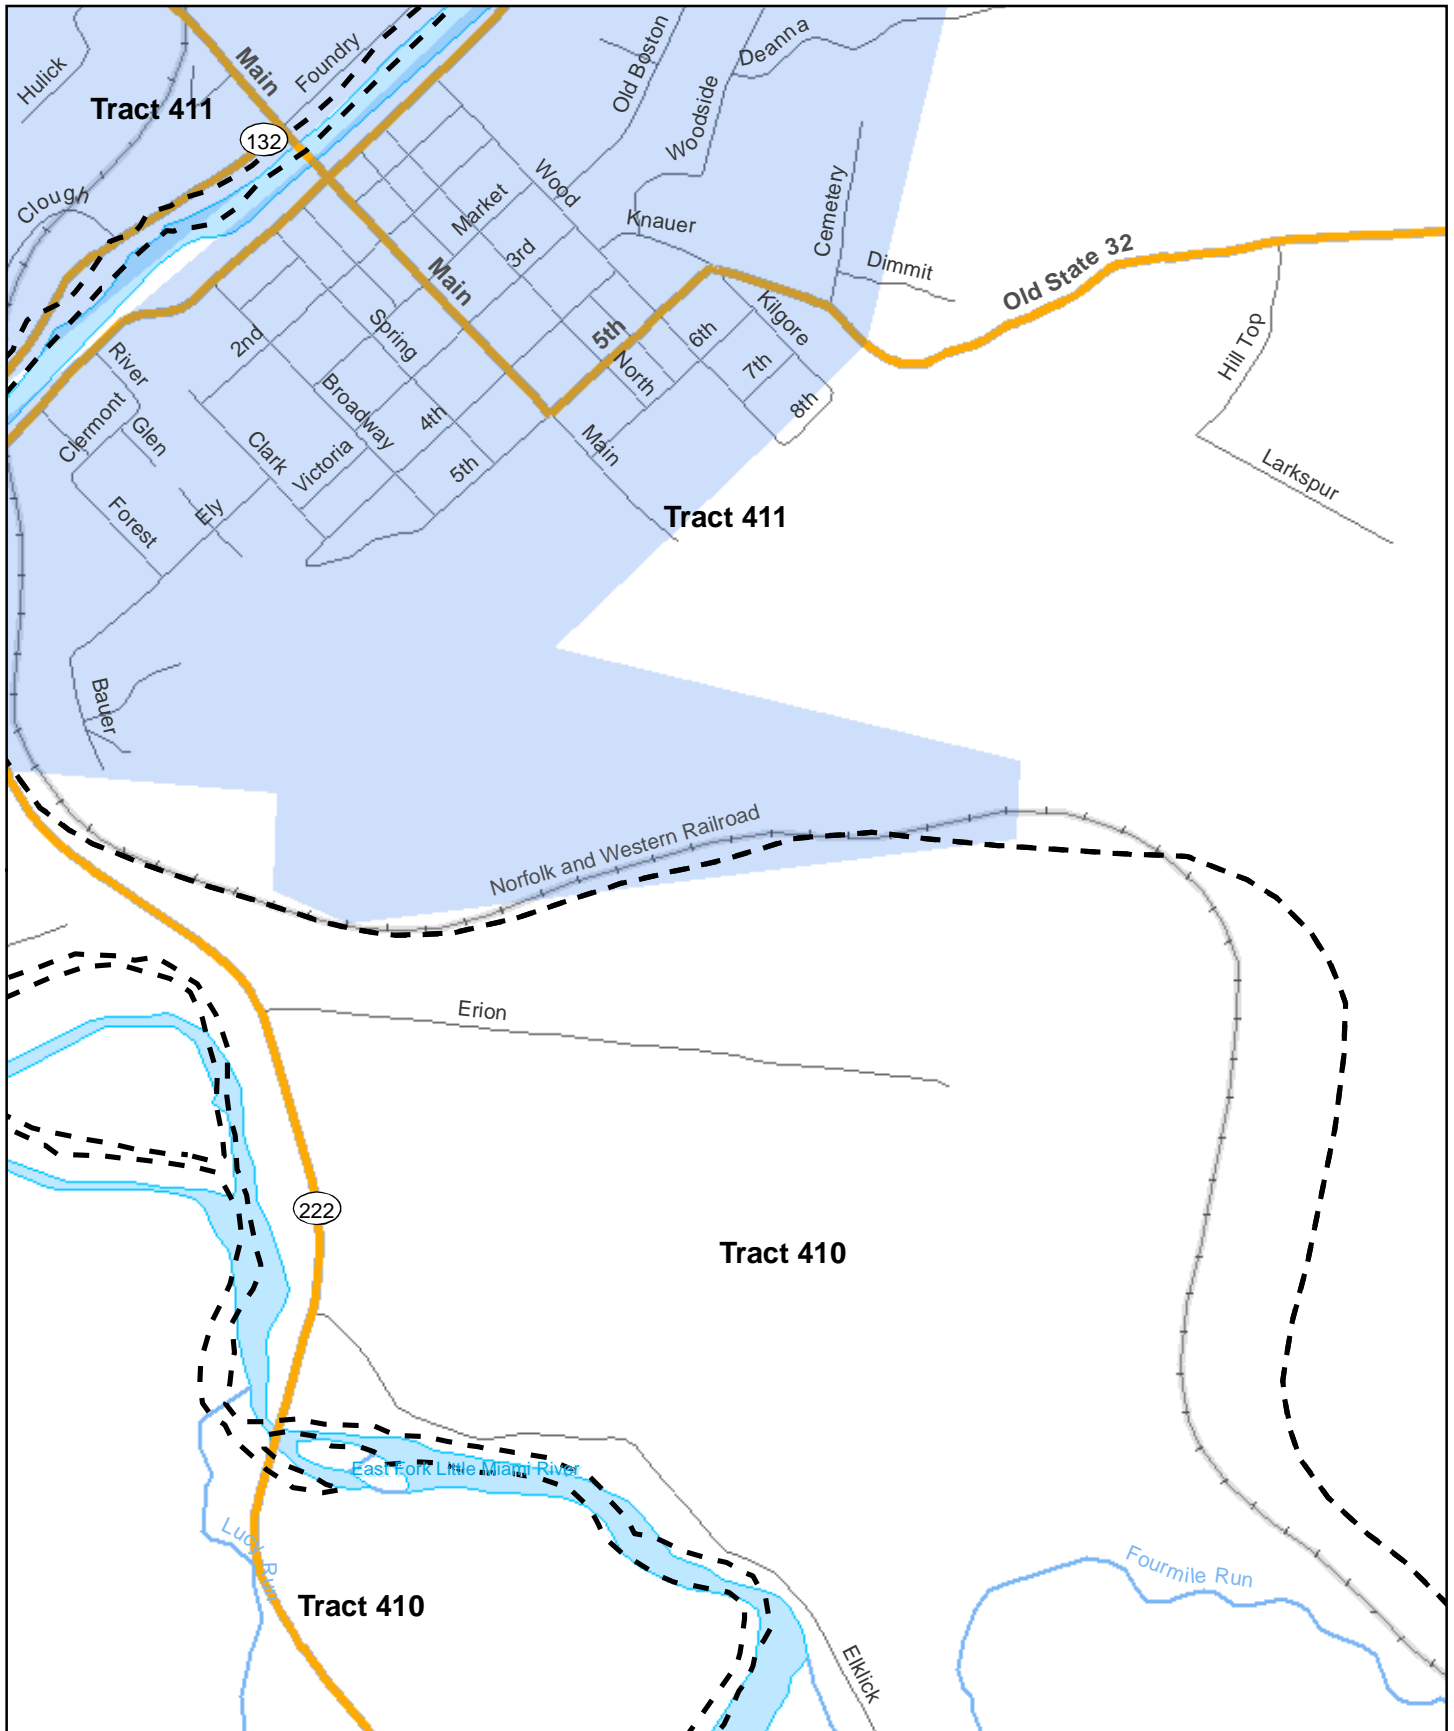 Hulick
Main
Foundry
Old Boston
Deanna
Woodside
Tract 411
132
Clough
Wood
Market
Knauer
Cemetery
3rd
Dimmit
Main
Old State 32
Kilgore
2nd
Spring
5th
6th
Hill Top
River
North
7th
Broadway
8th
Clermont
Glen
4th
Clark
Victoria
Main
5th
Larkspur
Forest
Ely
Tract 411
Bauer
Norfolk and Western Railroad
Erion
222
Tract 410
East Fork Little Miami River
Lucy Run
Fourmile Run
Tract 410
Elklick